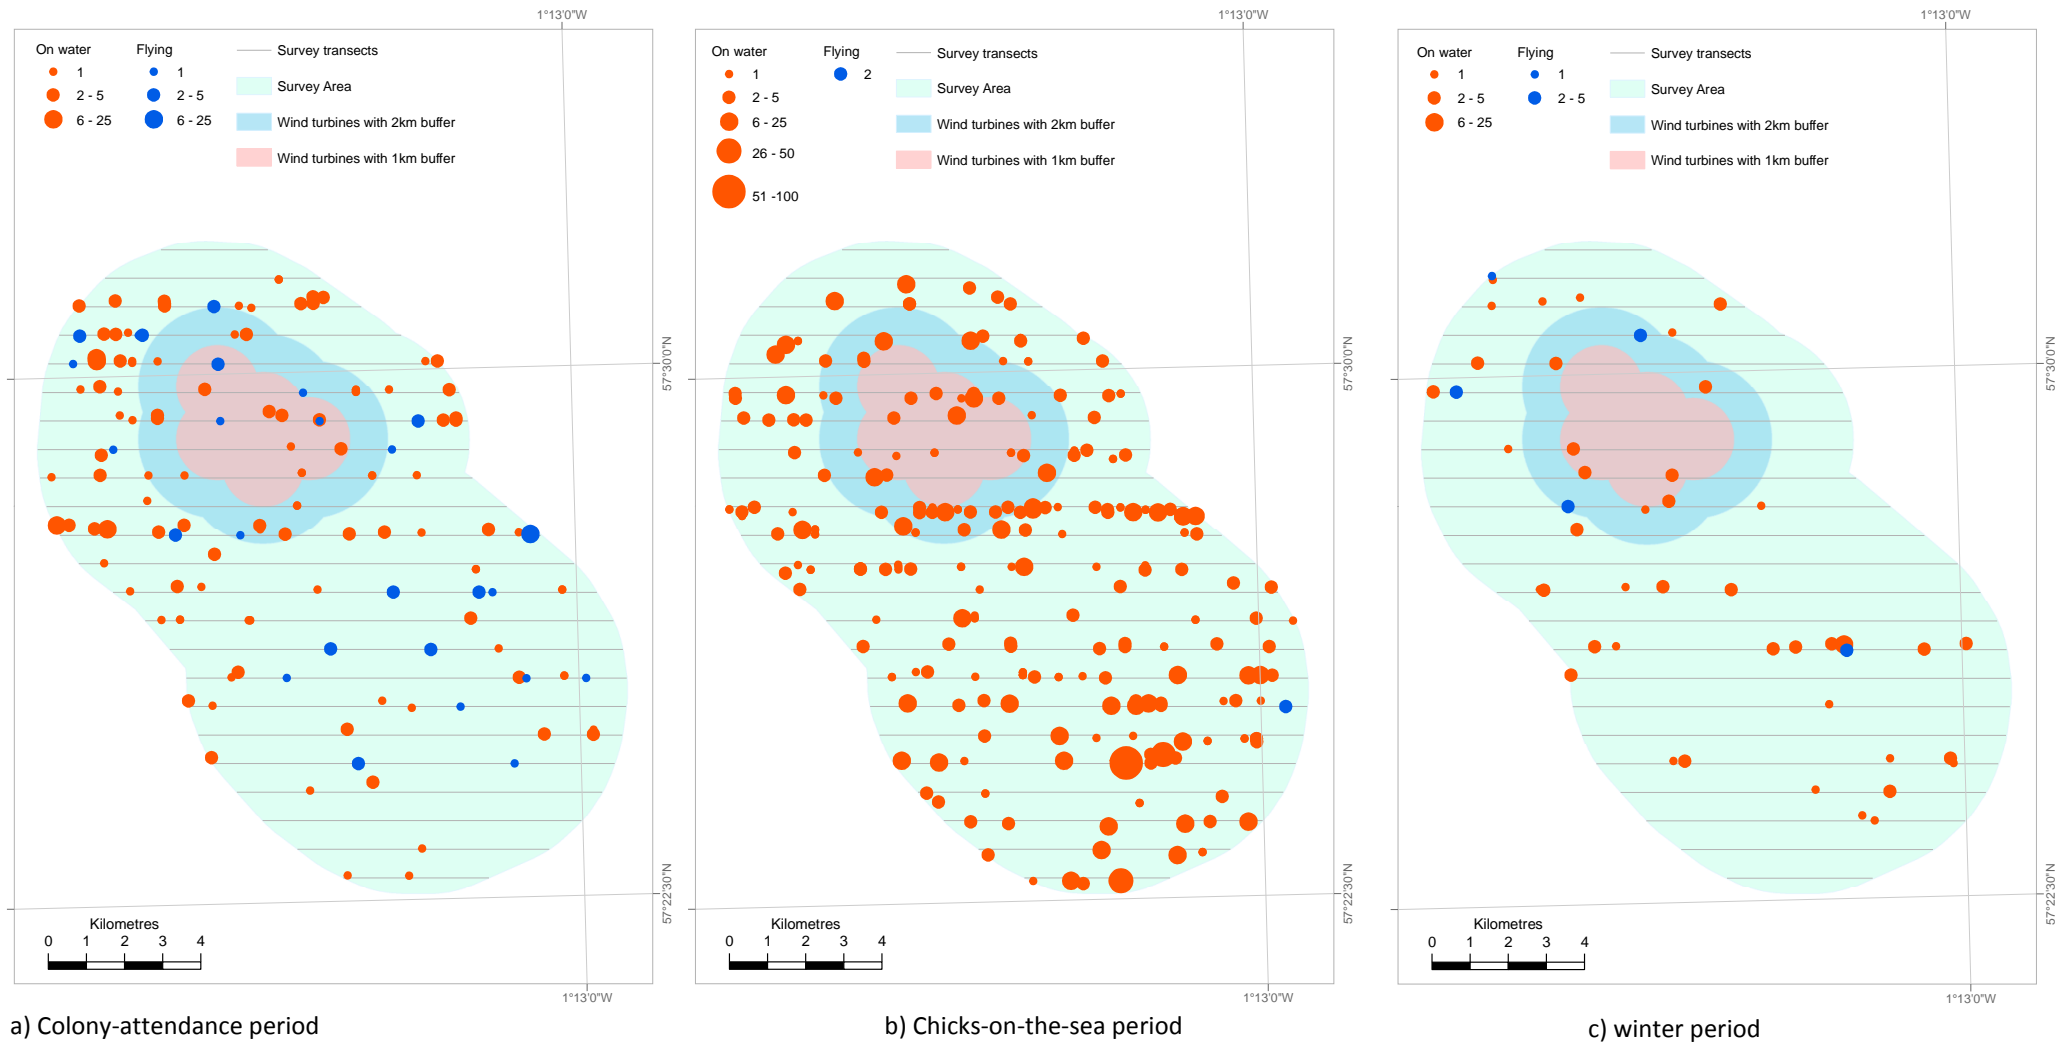 1°13'0"W
On water
Flying
1
2 - 5
6 - 25
1
2 - 5
6 - 25
Survey transects
Survey Area
Wind turbines with 2km buffer
Wind turbines with 1km buffer
57°30'0"N
57°22'30"N
Kilometres
0 1 2 3 4
1°13'0"W
a) Colony-attendance period
1°13'0"W
On water
Flying
1
2 - 5
6 - 25
26 - 50
51 -100
2
Survey transects
Survey Area
Wind turbines with 2km buffer
Wind turbines with 1km buffer
57°30'0"N
57°22'30"N
Kilometres
0 1 2 3 4
1°13'0"W
b) Chicks-on-the-sea period
1°13'0"W
On water
Flying
1
2 - 5
6 - 25
1
2 - 5
Survey transects
Survey Area
Wind turbines with 2km buffer
Wind turbines with 1km buffer
57°30'0"N
57°22'30"N
Kilometres
0 1 2 3 4
1°13'0"W
c) winter period